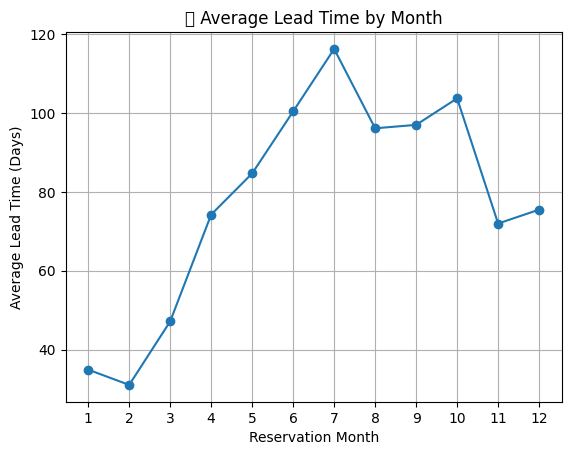 Average Lead Time by Month
Average Lead Time (Days)
120
100
80
60
40
1 2 3 4 5 6 7 8 9 10 11 12
Reservation Month